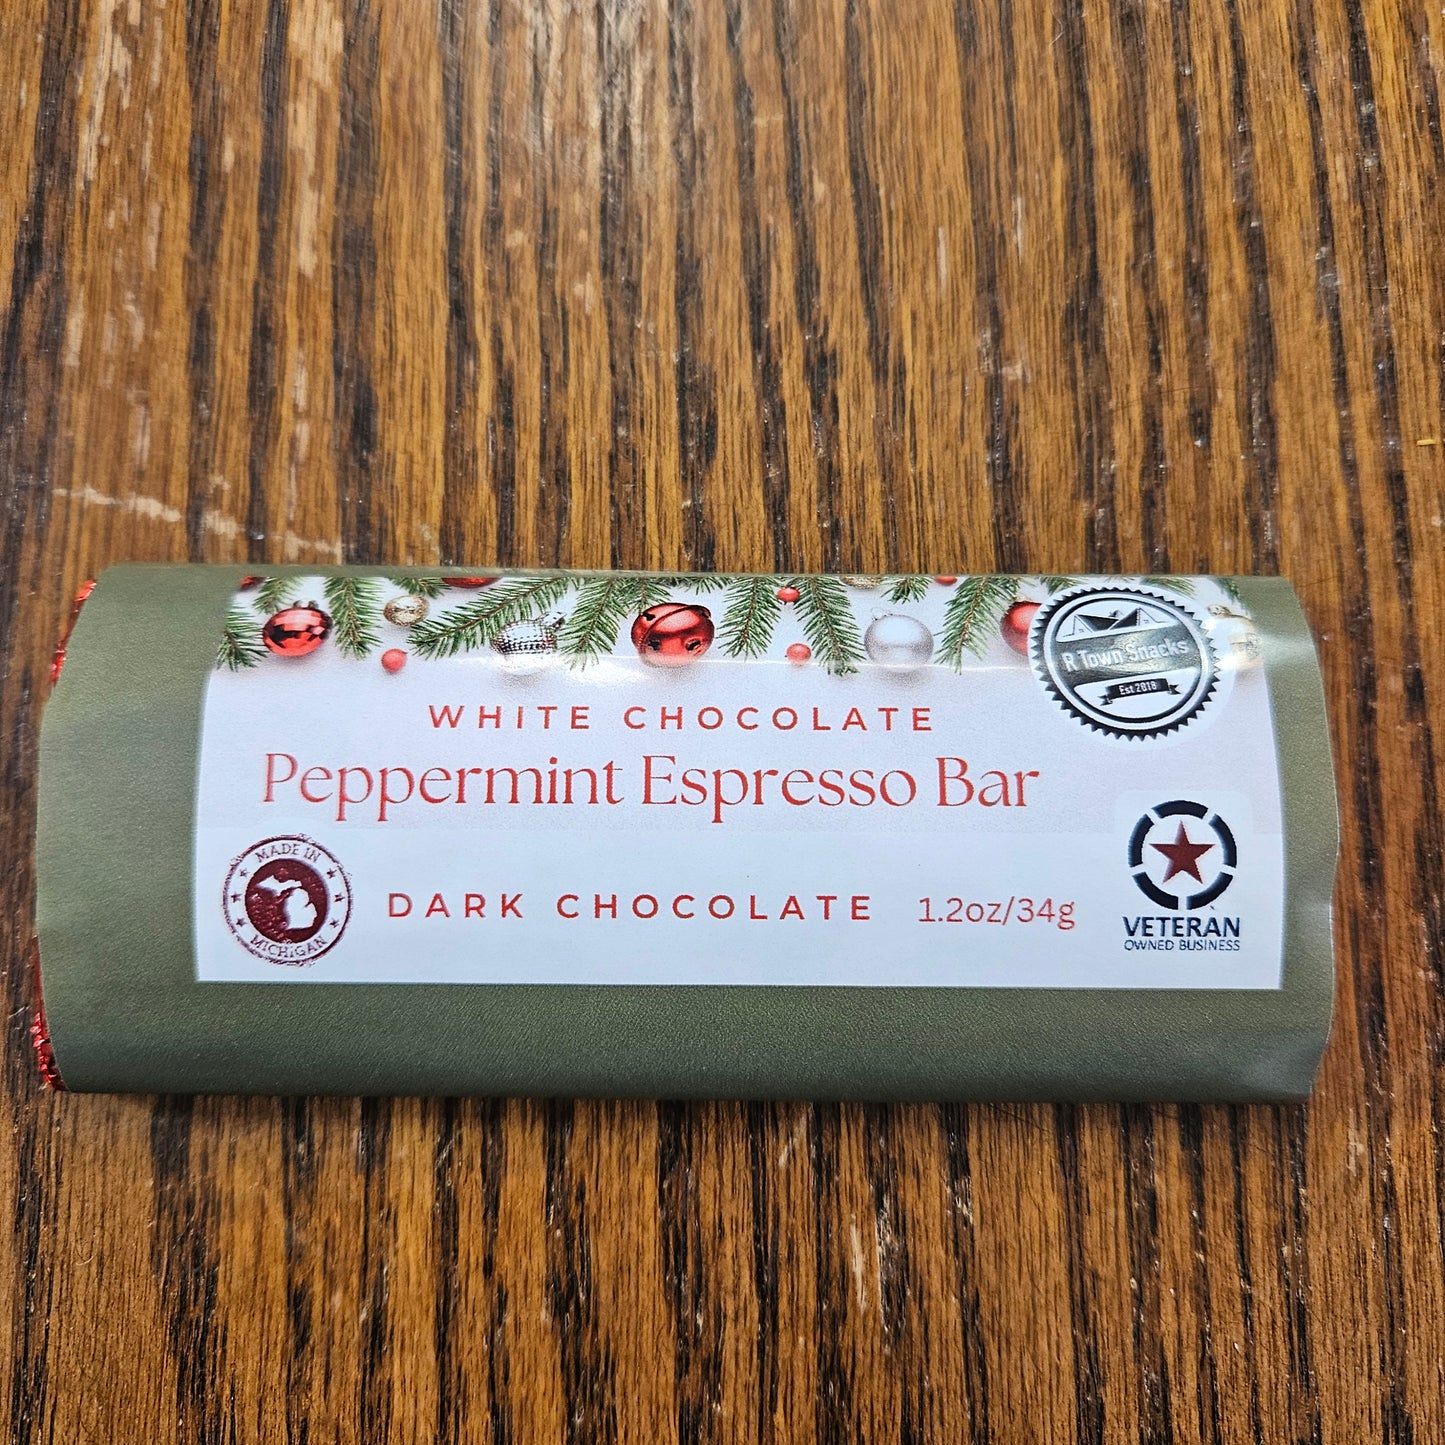 R Town Snacks
Est 2018
WHITE CHOCOLATE
Peppermint Espresso Bar
MADE IN
MICHIGAN
DARK CHOCOLATE 1.2oz/34g
VETERAN
OWNED BUSINESS